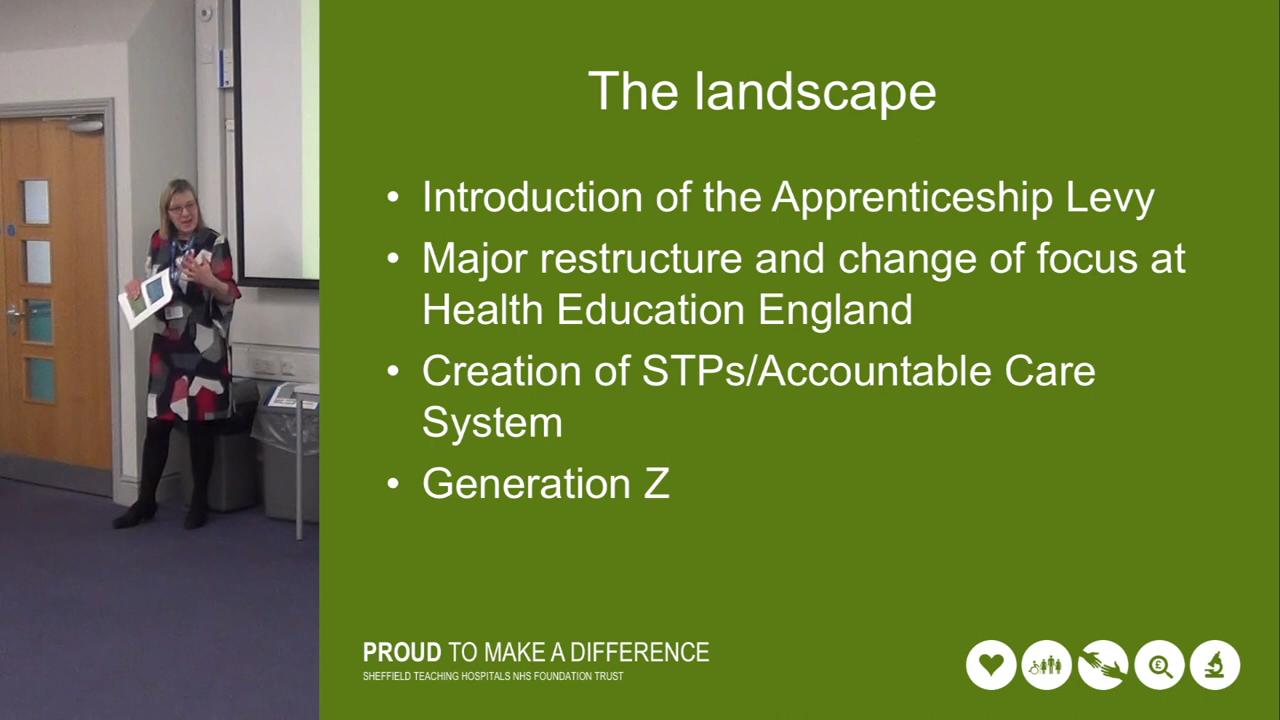 The landscape
• Introduction of the Apprenticeship Levy
• Major restructure and change of focus at
Health Education England
• Creation of STPs/Accountable Care
System
• Generation Z
PROUD TO MAKE A DIFFERENCE
SHEFFIELD TEACHING HOSPITALS NHS FOUNDATION TRUST
£